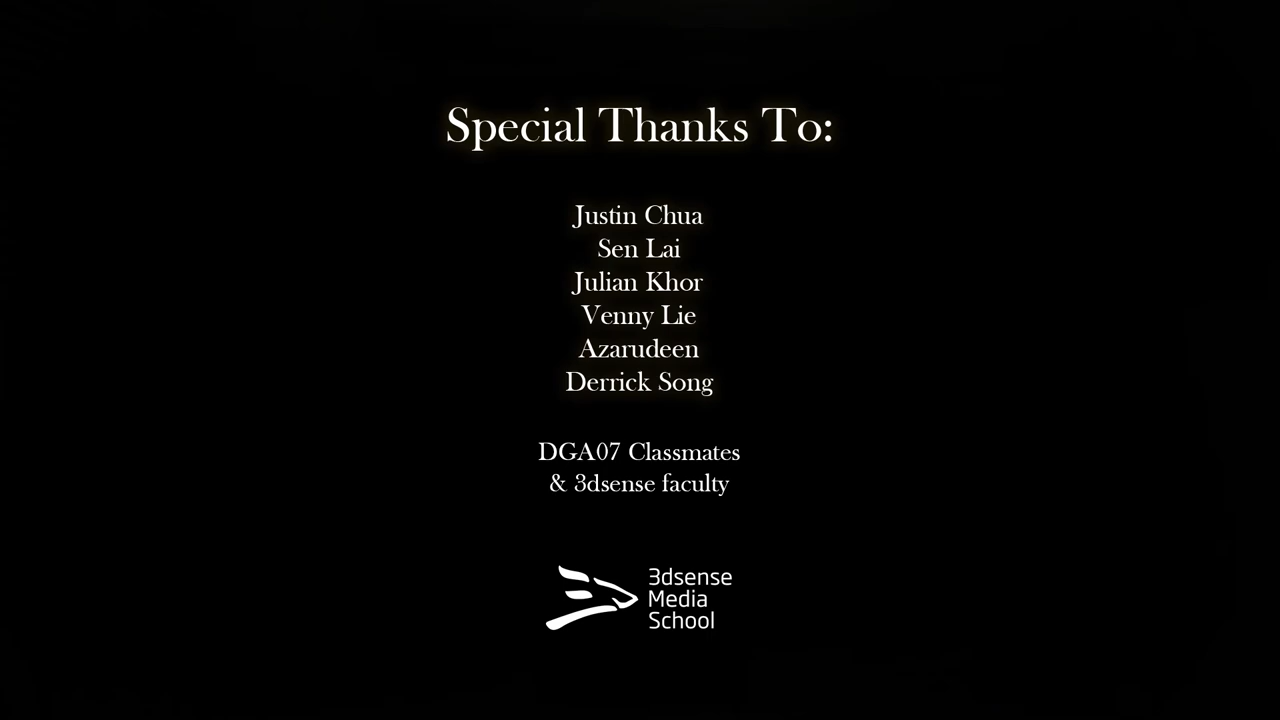 Special Thanks To:
Justin Chua
Sen Lai
Julian Khor
Venny Lie
Azarudeen
Derrick Song
DGA07 Classmates
& 3dsense faculty
3dsense
Media
School